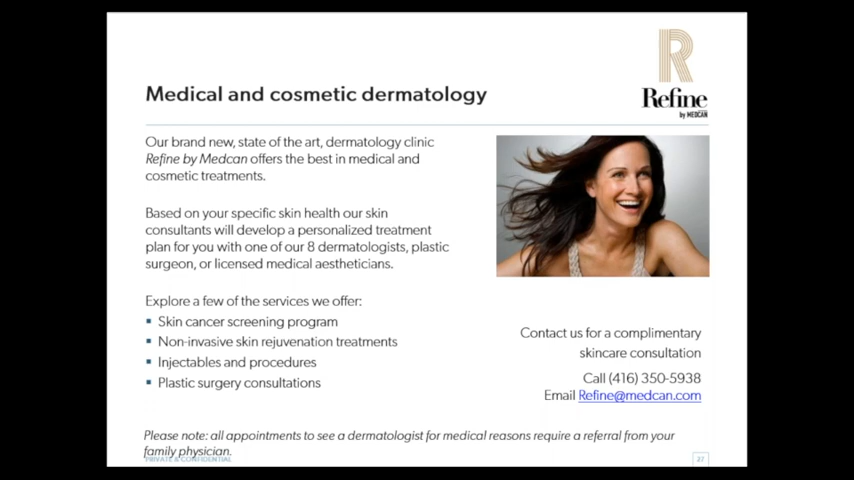 R
Refine
by MEDCAN
Medical and cosmetic dermatology
Our brand new, state of the art, dermatology clinic
Refine by Medcan offers the best in medical and
cosmetic treatments.
Based on your specific skin health our skin
consultants will develop a personalized treatment
plan for you with one of our 8 dermatologists, plastic
surgeon, or licensed medical aestheticians.
Explore a few of the services we offer:
▪ Skin cancer screening program
▪ Non-invasive skin rejuvenation treatments
▪ Injectables and procedures
▪ Plastic surgery consultations
Contact us for a complimentary
skincare consultation
Call (416) 350-5938
Email Refine@medcan.com
Please note: all appointments to see a dermatologist for medical reasons require a referral from your
family physician.
PRIVATE & CONFIDENTIAL
27